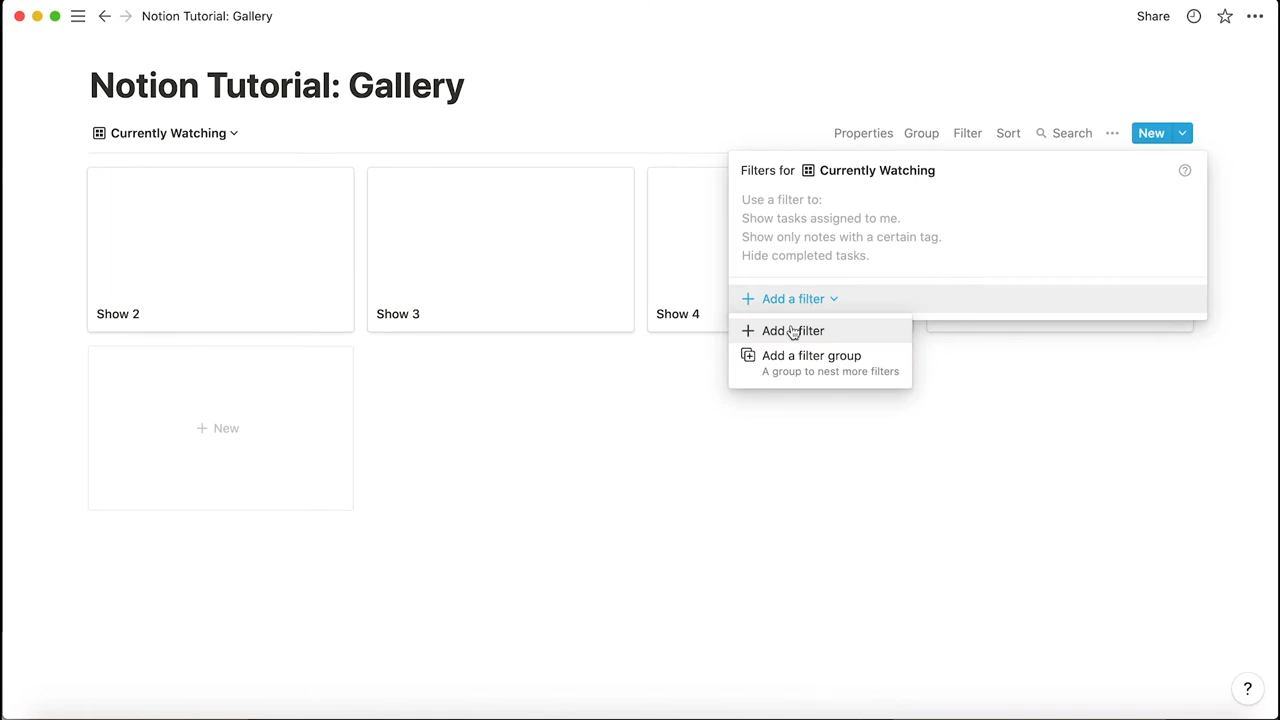 Notion Tutorial: Gallery
Share
Notion Tutorial: Gallery
Currently Watching
Properties Group Filter Sort Search New
Filters for Currently Watching
Use a filter to:
Show tasks assigned to me.
Show only notes with a certain tag.
Hide completed tasks.
Add a filter
Show 2
Show 3
Show 4
Add a filter
Add a filter group
A group to nest more filters
New
?